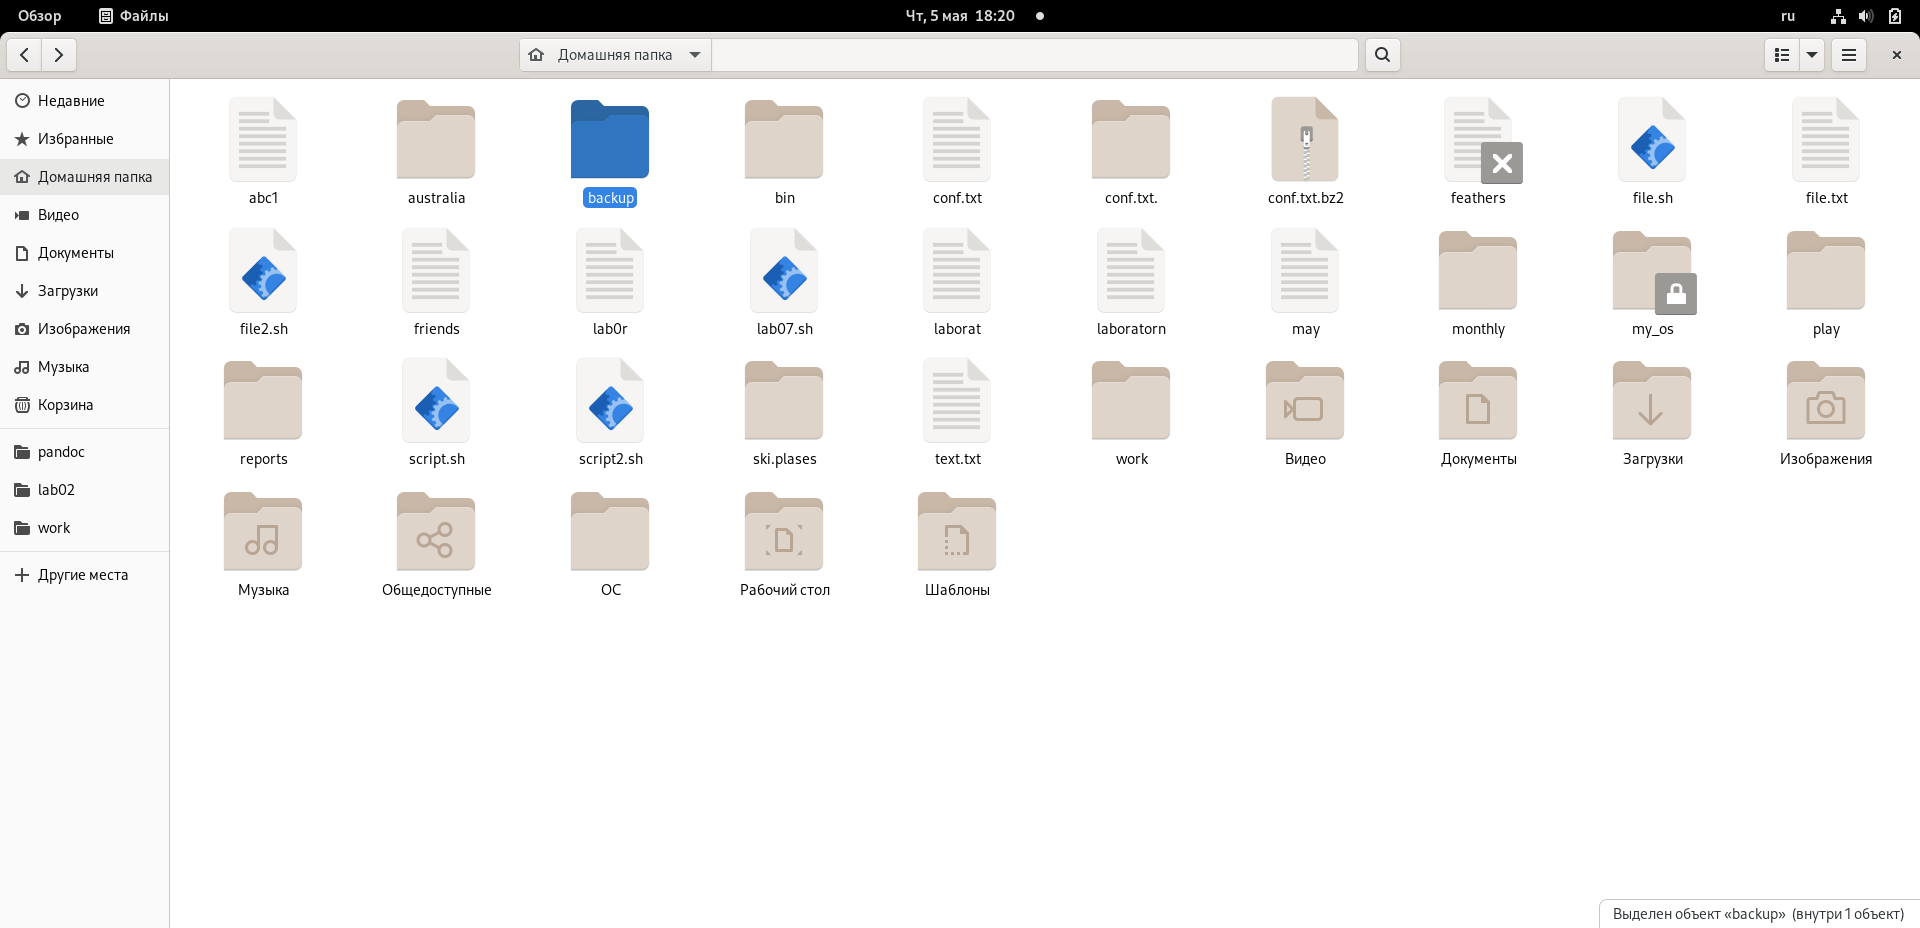 Обзор Файлы Чт, 5 мая 18:20 ru
Домашняя папка
Недавние
Избранные
Домашняя папка
Видео
Документы
Загрузки
Изображения
Музыка
Корзина
pandoc
lab02
work
Другие места
abc1 australia backup bin conf.txt conf.txt. conf.txt.bz2 feathers file.sh file.txt
file2.sh friends lab0r lab07.sh laborat laboratorn may monthly my_os play
reports script.sh script2.sh ski.plases text.txt work Видео Документы Загрузки Изображения
Музыка Общедоступные ОС Рабочий стол Шаблоны
Выделен объект «backup» (внутри 1 объект)